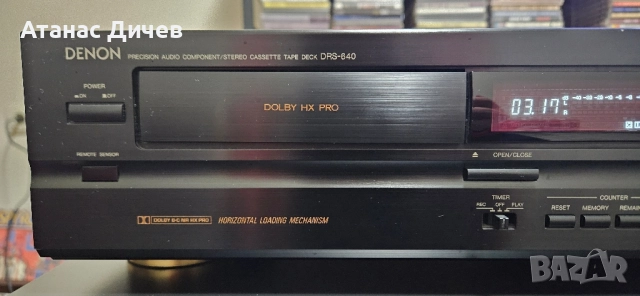 Атанас Дичев
DENON PRECISION AUDIO COMPONENT/STEREO CASSETTE TAPE DECK DRS-640
POWER
ON OFF
DOLBY HX PRO
03.17 L
R
REMOTE SENSOR
OPEN/CLOSE
DOLBY B·C NR HX PRO HORIZONTAL LOADING MECHANISM
TIMER
REC OFF PLAY
COUNTER
RESET MEMORY REMAIN
BAZAR.bg